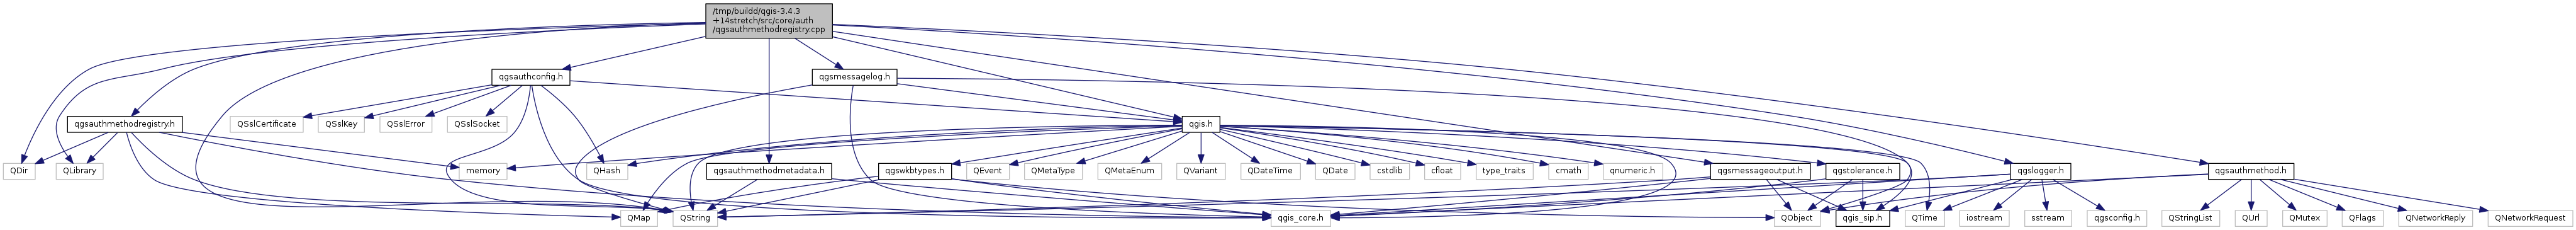 /tmp/buildd/qgis-3.4.3
+14stretch/src/core/auth
/qgsauthmethodregistry.cpp
qgsauthconfig.h
qgsmessagelog.h
qgsauthmethodregistry.h
QSslCertificate
QSslKey
QSslError
QSslSocket
qgis.h
QDir
QLibrary
memory
QHash
qgsauthmethodmetadata.h
qgswkbtypes.h
QEvent
QMetaType
QMetaEnum
QVariant
QDateTime
QDate
cstdlib
cfloat
type_traits
cmath
qnumeric.h
qgsmessageoutput.h
qgstolerance.h
qgslogger.h
qgsauthmethod.h
QMap
QString
qgis_core.h
QObject
qgis_sip.h
QTime
iostream
sstream
qgsconfig.h
QStringList
QUrl
QMutex
QFlags
QNetworkReply
QNetworkRequest